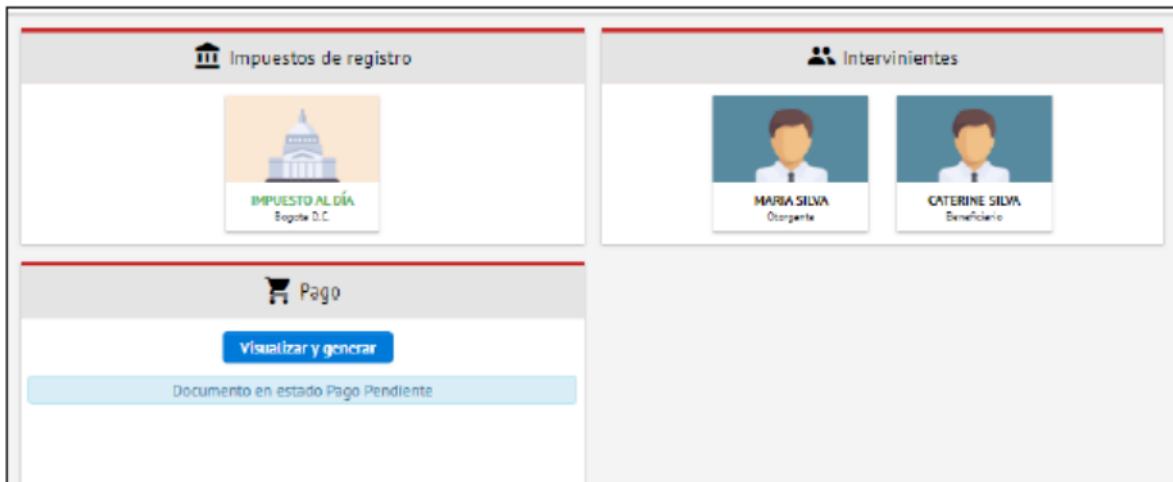 Impuestos de registro
IMPUESTO AL DÍA
Bogota D.C.
Intervinientes
MARIA SILVA
Otorgante
CATERINE SILVA
Beneficiario
Pago
Visualizar y generar
Documento en estado Pago Pendiente